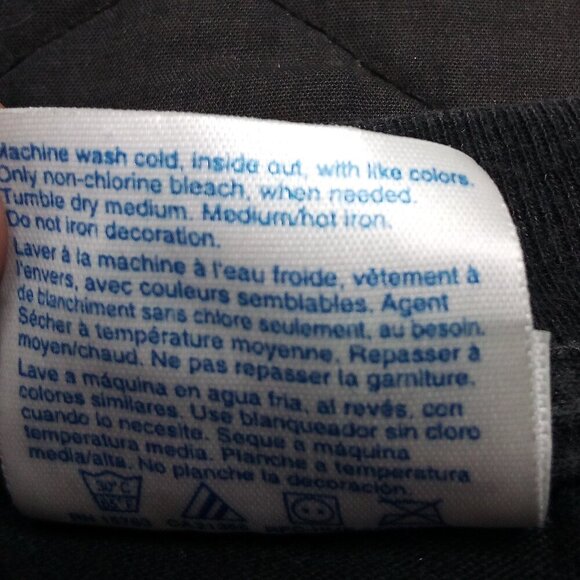 Machine wash cold, inside out, with like colors.
Only non-chlorine bleach, when needed.
Tumble dry medium. Medium/hot iron.
Do not iron decoration.
Laver à la machine à l'eau froide, vêtement à
l'envers, avec couleurs semblables. Agent
de blanchiment sans chlore seulement, au besoin.
Sécher à température moyenne. Repasser à
moyen/chaud. Ne pas repasser la garniture.
Lave a máquina en agua fria, al revés, con
colores similares. Use blanqueador sin cloro
cuando lo necesite. Seque a máquina
temperatura media. Planche a temperatura
media/alta. No planche la decoración.
30°C